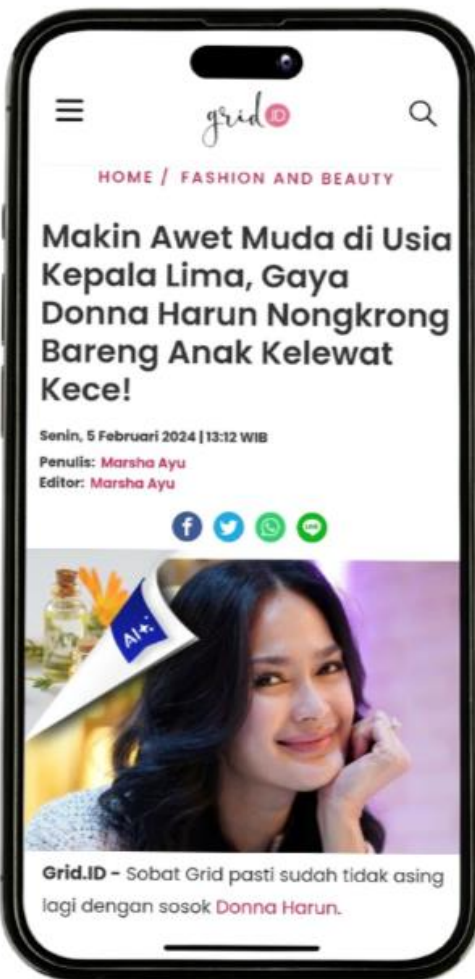 grid ID
HOME / FASHION AND BEAUTY
Makin Awet Muda di Usia
Kepala Lima, Gaya
Donna Harun Nongkrong
Bareng Anak Kelewat
Kece!
Senin, 5 Februari 2024 | 13:12 WIB
Penulis: Marsha Ayu
Editor: Marsha Ayu
f LINE
AI+
Grid.ID – Sobat Grid pasti sudah tidak asing
lagi dengan sosok Donna Harun.